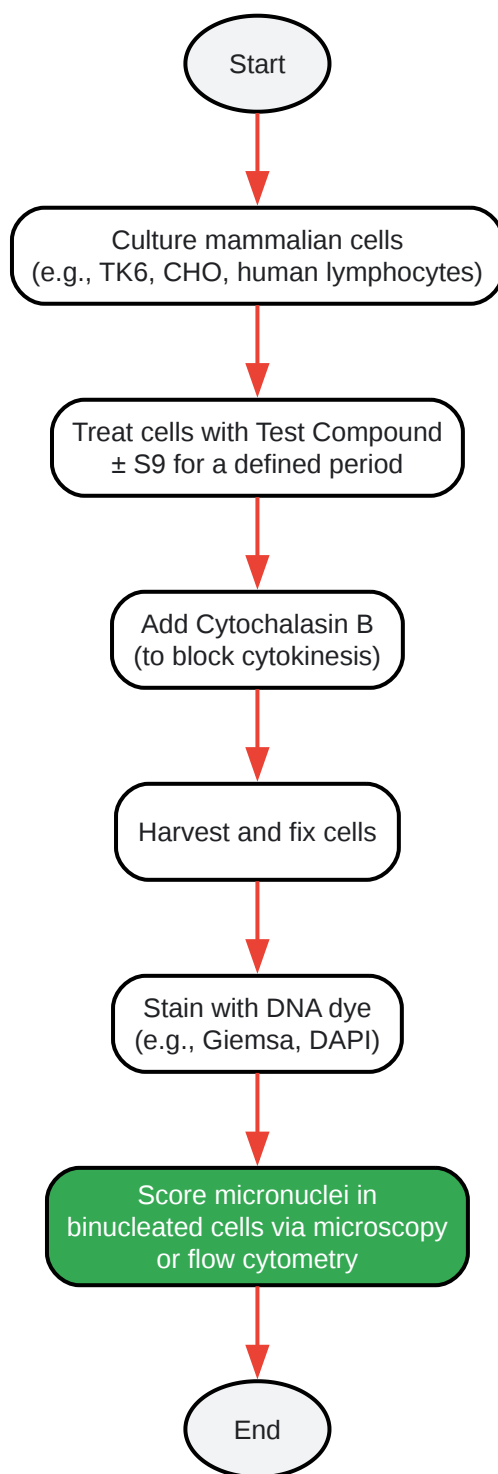 Start
Culture mammalian cells
(e.g., TK6, CHO, human lymphocytes)
Treat cells with Test Compound
± S9 for a defined period
Add Cytochalasin B
(to block cytokinesis)
Harvest and fix cells
Stain with DNA dye
(e.g., Giemsa, DAPI)
Score micronuclei in
binucleated cells via microscopy
or flow cytometry
End